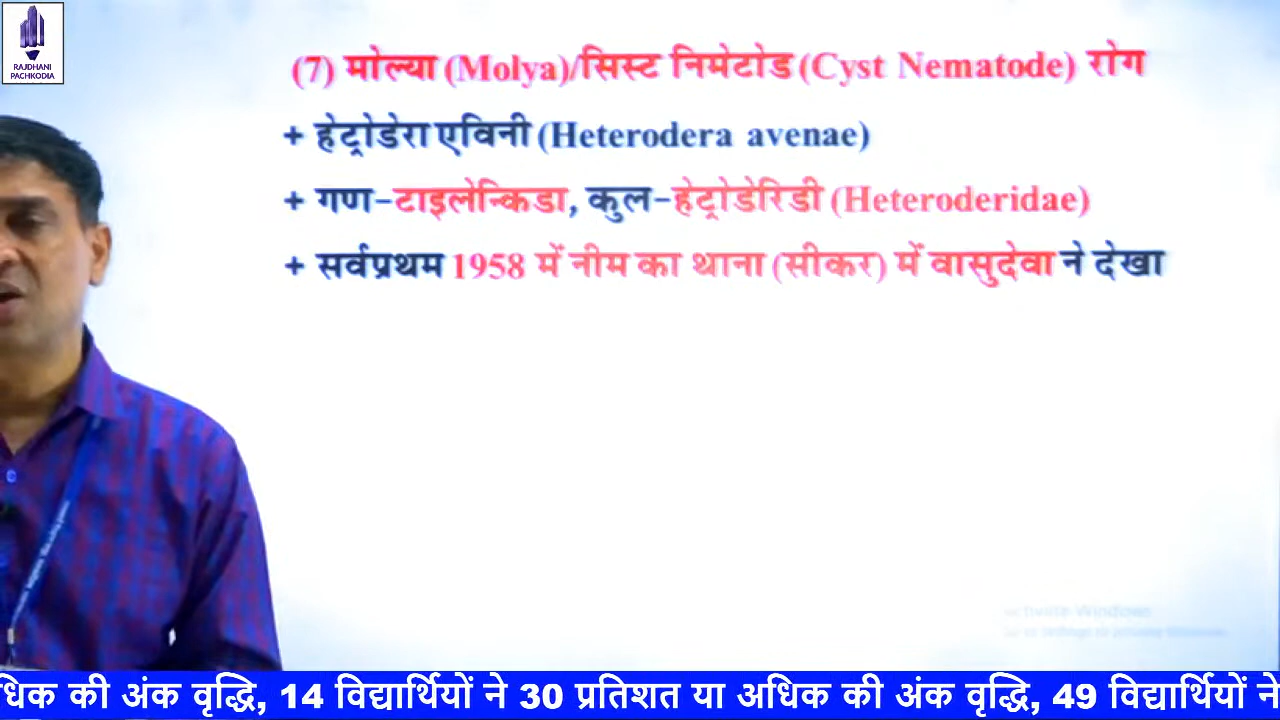 RAJDHANI
PACHKODIA
(7) मोल्या (Molya)/सिस्ट निमेटोड (Cyst Nematode) रोग
+ हेट्रोडेरा एविनी (Heterodera avenae)
+ गण-टाइलेन्किडा, कुल-हेट्रोडेरिडी (Heteroderidae)
+ सर्वप्रथम 1958 में नीम का थाना (सीकर) में वासुदेवा ने देखा
Windows
धिक की अंक वृद्धि, 14 विद्यार्थियों ने 30 प्रतिशत या अधिक की अंक वृद्धि, 49 विद्यार्थियों ने